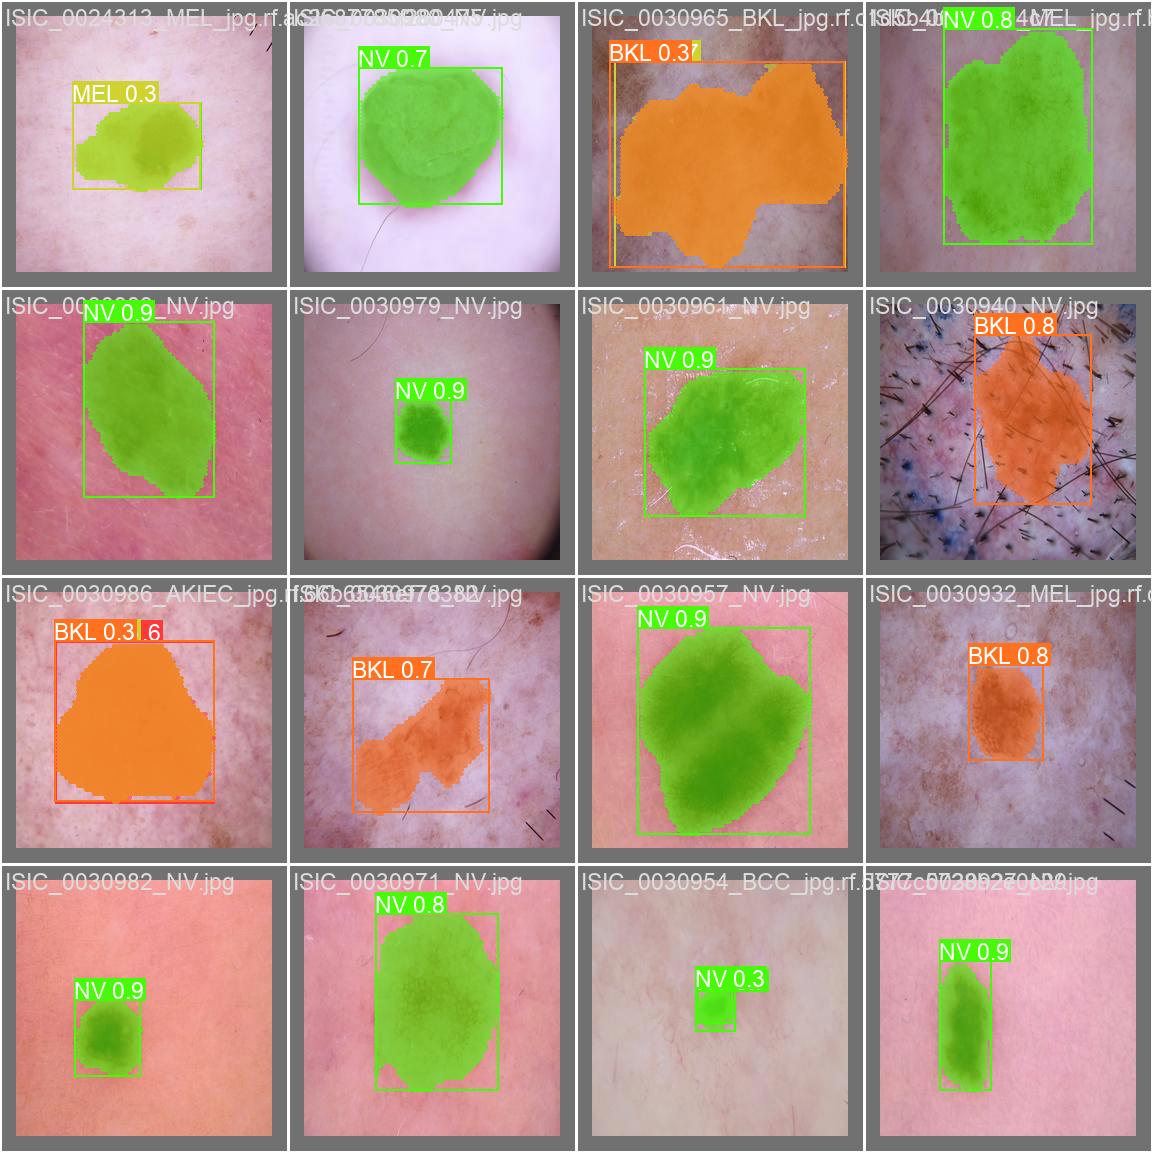 ISIC_0024313_MEL_jpg.rf.
NV 0.7
MEL 0.3
ISIC_0030965_BKL_jpg.rf.
BKL 0.3
NV 0.8
NV 0.9
ISIC_0030979_NV.jpg
NV 0.9
ISIC_0030961_NV.jpg
NV 0.9
ISIC_0030940_NV.jpg
BKL 0.8
ISIC_0030986_AKIEC_jpg.rf.
BKL 0.3
.6
BKL 0.7
ISIC_0030957_NV.jpg
NV 0.9
ISIC_0030932_MEL_jpg.rf.
BKL 0.8
ISIC_0030982_NV.jpg
NV 0.9
ISIC_0030971_NV.jpg
NV 0.8
ISIC_0030954_BCC_jpg.rf.
NV 0.3
NV 0.9